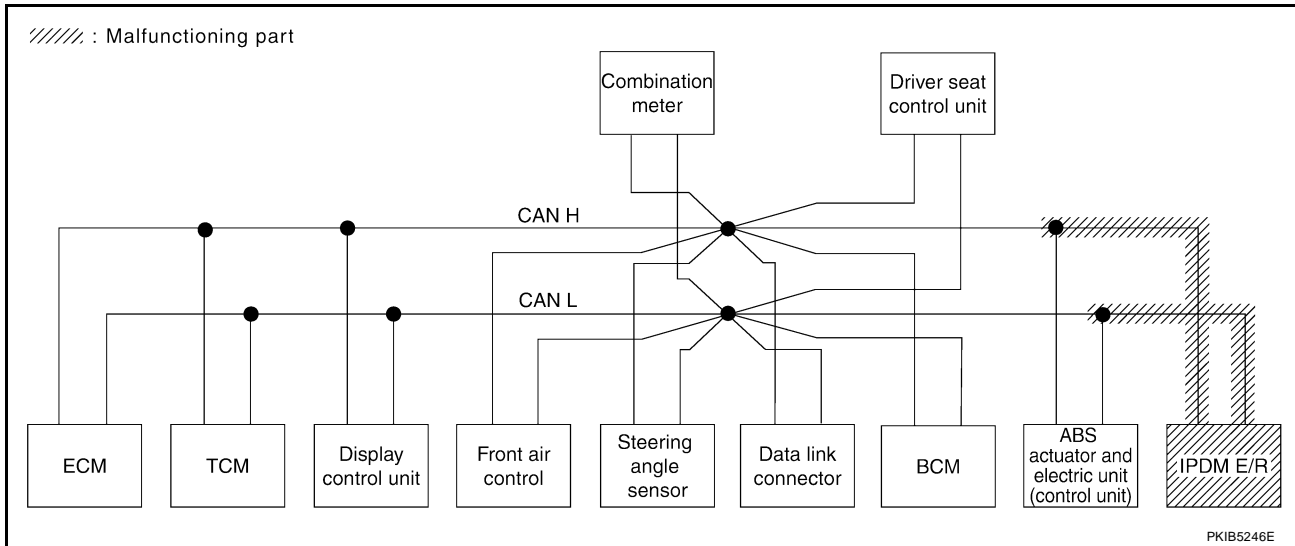 : Malfunctioning part
Combination
meter
Driver seat
control unit
CAN H
CAN L
ECM
TCM
Display
control unit
Front air
control
Steering
angle
sensor
Data link
connector
BCM
ABS
actuator and
electric unit
(control unit)
IPDM E/R
PKIB5246E